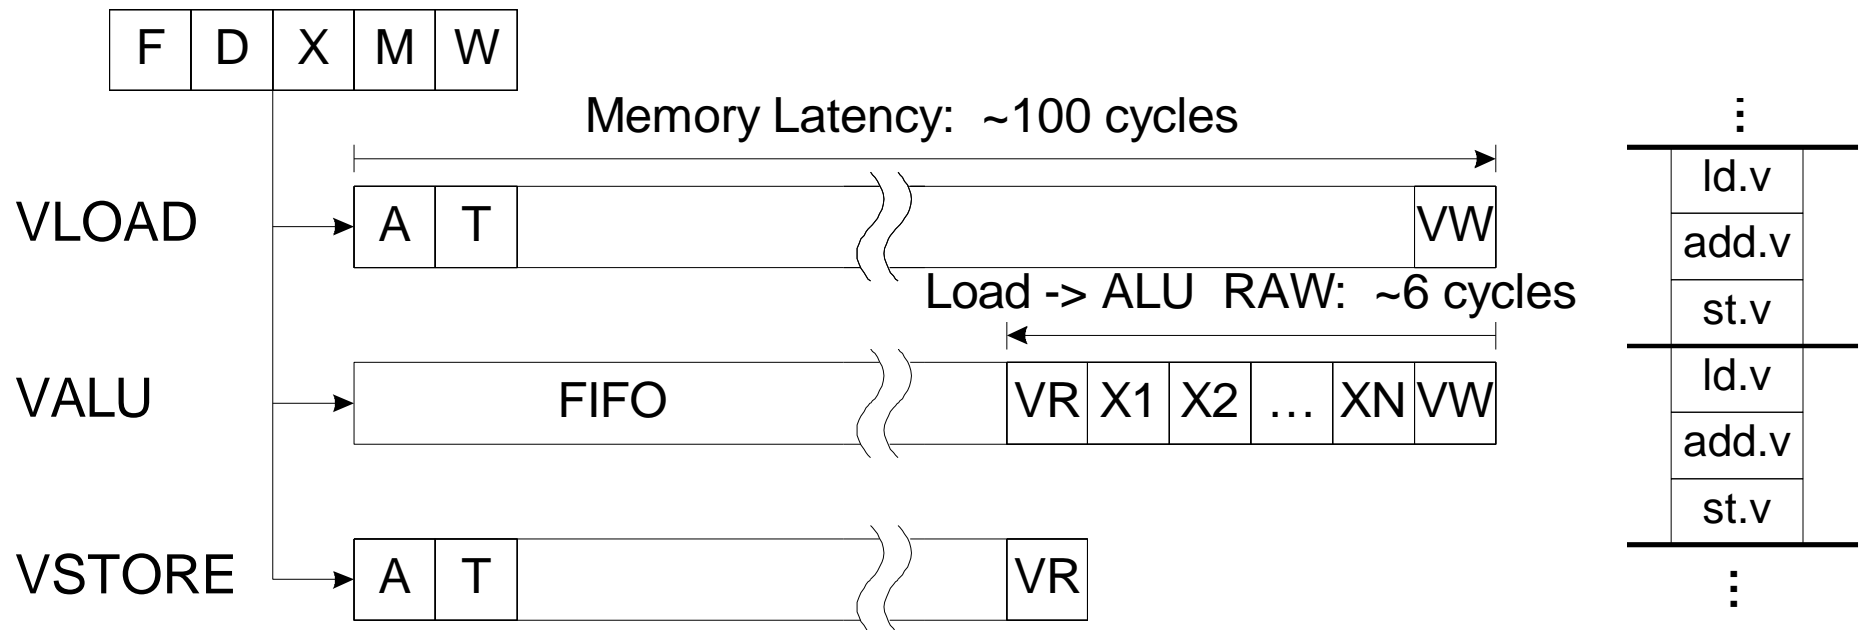 F D X M W
Memory Latency: ~100 cycles
VLOAD A T VW
Load -> ALU RAW: ~6 cycles
VALU FIFO VR X1 X2 … XN VW
VSTORE A T VR
⋮
ld.v
add.v
st.v
ld.v
add.v
st.v
⋮